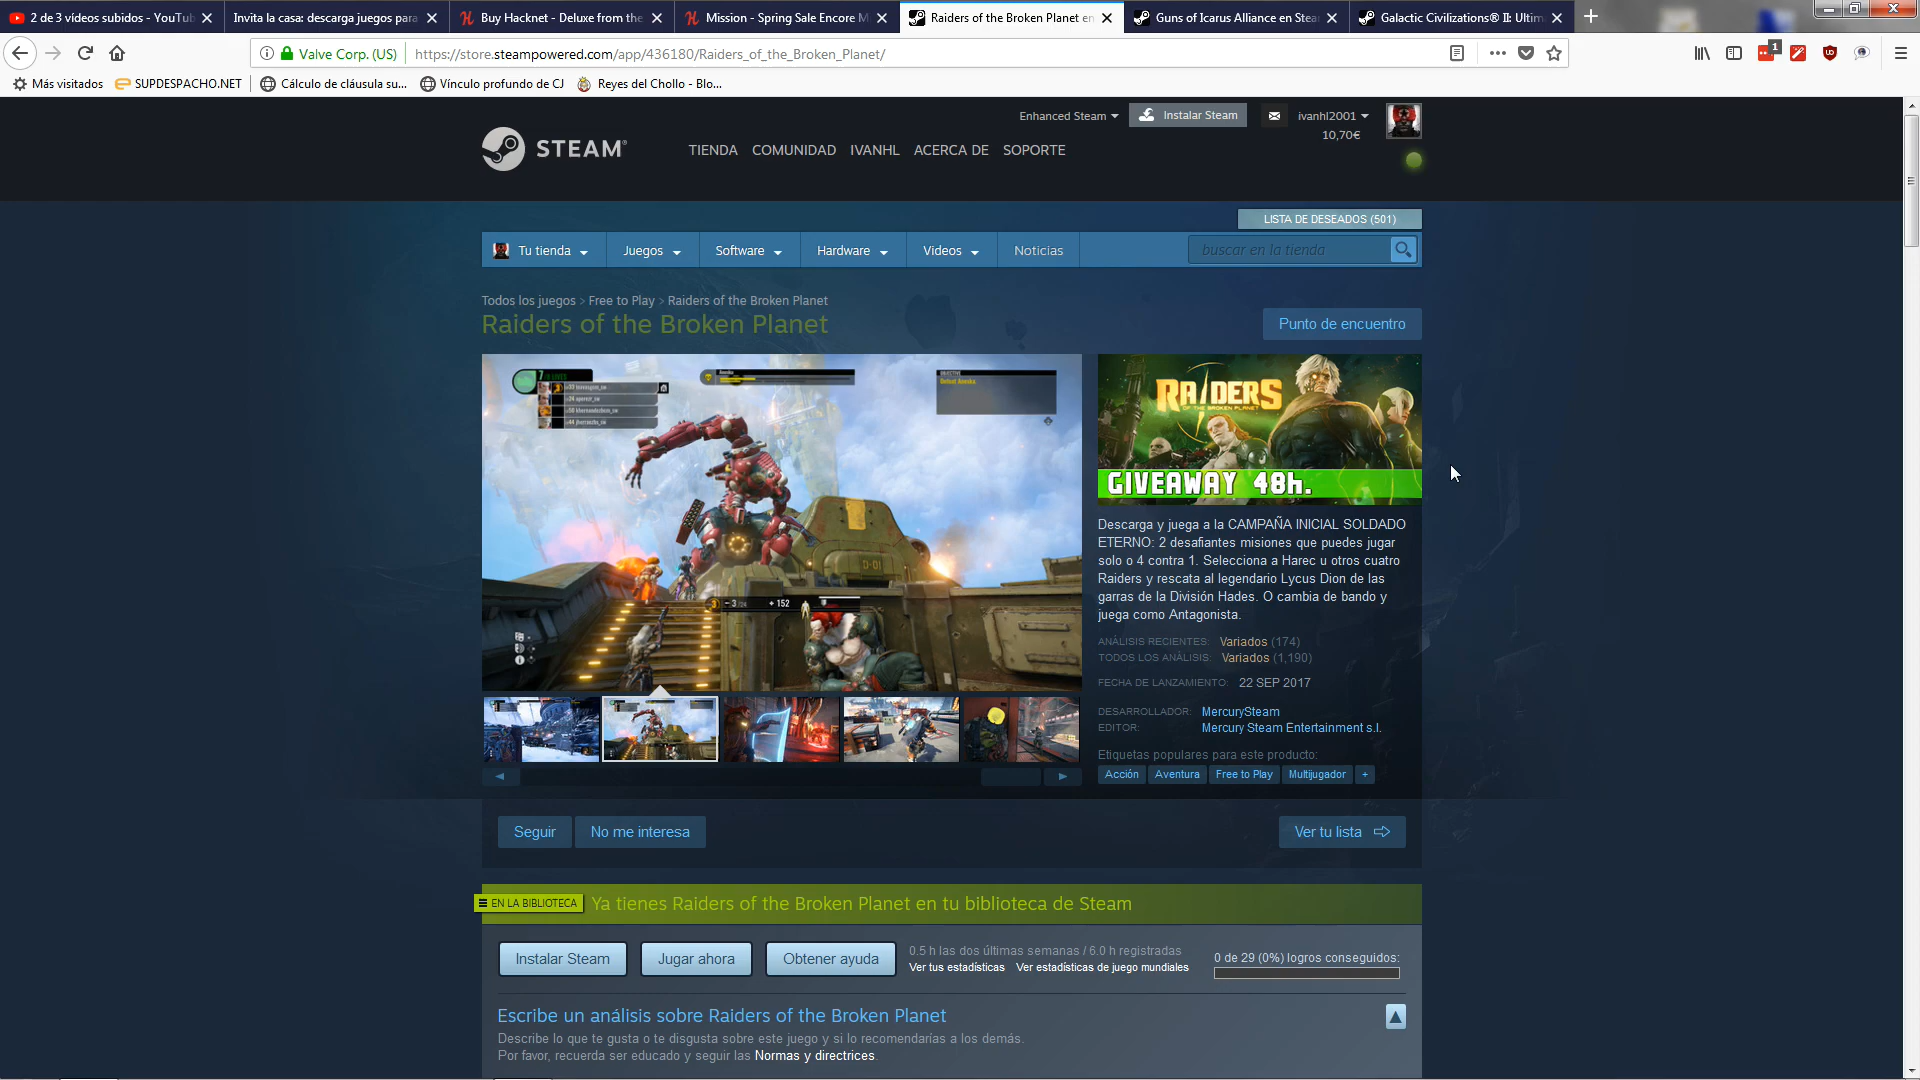 2 de 3 vídeos subidos - YouTub
Invita la casa: descarga juegos para
Buy Hacknet - Deluxe from the
Mission - Spring Sale Encore M
Raiders of the Broken Planet en
Guns of Icarus Alliance en Stea
Galactic Civilizations® II: Ultim
Valve Corp. (US)
https://store.steampowered.com/app/436180/Raiders_of_the_Broken_Planet/
1
Más visitados
SUPDESPACHO.NET
Cálculo de cláusula su...
Vínculo profundo de CJ
Reyes del Chollo - Blo...
Enhanced Steam
Instalar Steam
ivanhl2001
10,70€
STEAM
TIENDA
COMUNIDAD
IVANHL
ACERCA DE
SOPORTE
LISTA DE DESEADOS (501)
Tu tienda
Juegos
Software
Hardware
Videos
Noticias
buscar en la tienda
Todos los juegos > Free to Play > Raiders of the Broken Planet
Raiders of the Broken Planet
Punto de encuentro
OBJECTIVE
D-01
152
RAIDERS
OF THE BROKEN PLANET
GIVEAWAY 48h.
Descarga y juega a la CAMPAÑA INICIAL SOLDADO
ETERNO: 2 desafiantes misiones que puedes jugar
solo o 4 contra 1. Selecciona a Harec u otros cuatro
Raiders y rescata al legendario Lycus Dion de las
garras de la División Hades. O cambia de bando y
juega como Antagonista.
ANÁLISIS RECIENTES: Variados (174)
TODOS LOS ANÁLISIS: Variados (1,190)
FECHA DE LANZAMIENTO: 22 SEP 2017
DESARROLLADOR: MercurySteam
EDITOR: Mercury Steam Entertainment s.l.
Etiquetas populares para este producto:
Acción
Aventura
Free to Play
Multijugador
+
Seguir
No me interesa
Ver tu lista
EN LA BIBLIOTECA
Ya tienes Raiders of the Broken Planet en tu biblioteca de Steam
Instalar Steam
Jugar ahora
Obtener ayuda
0.5 h las dos últimas semanas / 6.0 h registradas
Ver tus estadísticas
Ver estadísticas de juego mundiales
0 de 29 (0%) logros conseguidos:
Escribe un análisis sobre Raiders of the Broken Planet
Describe lo que te gusta o te disgusta sobre este juego y si lo recomendarías a los demás.
Por favor, recuerda ser educado y seguir las Normas y directrices.